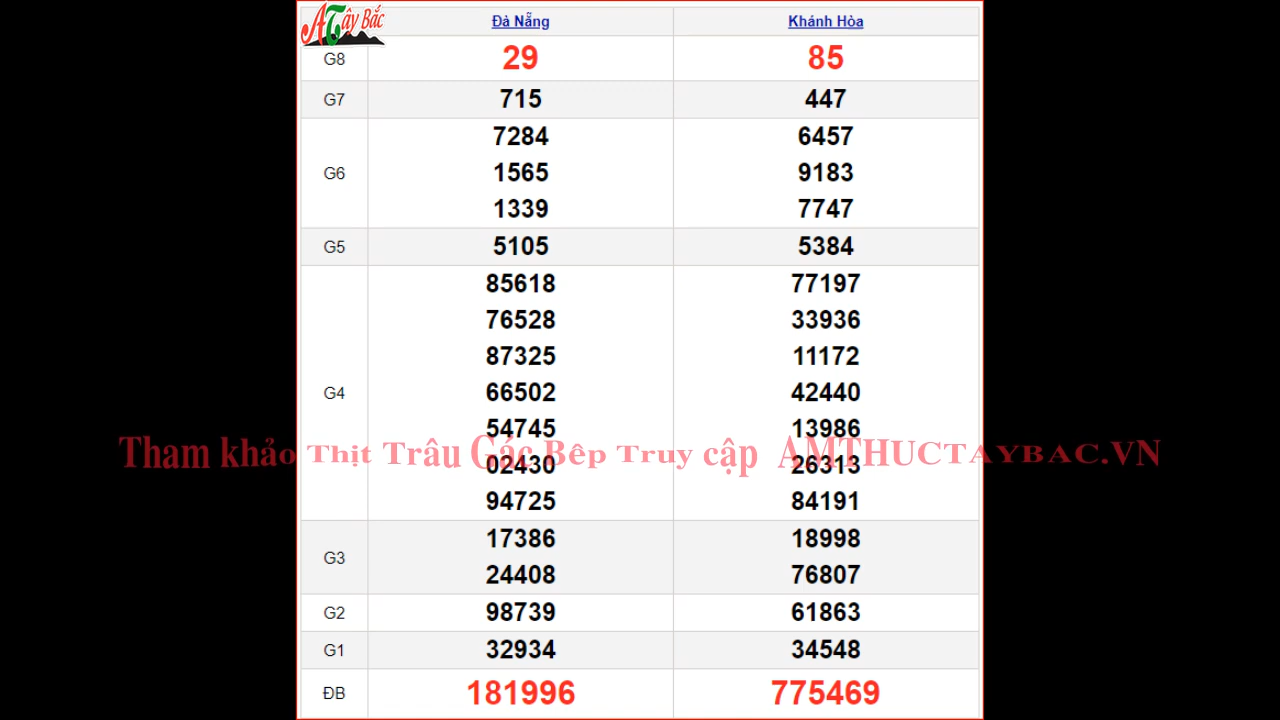 ATây Bắc
Đà Nẵng Khánh Hòa
G8 29 85
G7 715 447
7284 6457
G6 1565 9183
1339 7747
G5 5105 5384
85618 77197
76528 33936
87325 11172
G4 66502 42440
54745 13986
Tham khảo Thịt Trâu Gác Bếp Truy cập AMTHUCTAYBAC.VN
02430 26313
94725 84191
17386 18998
G3
24408 76807
G2 98739 61863
G1 32934 34548
ĐB 181996 775469